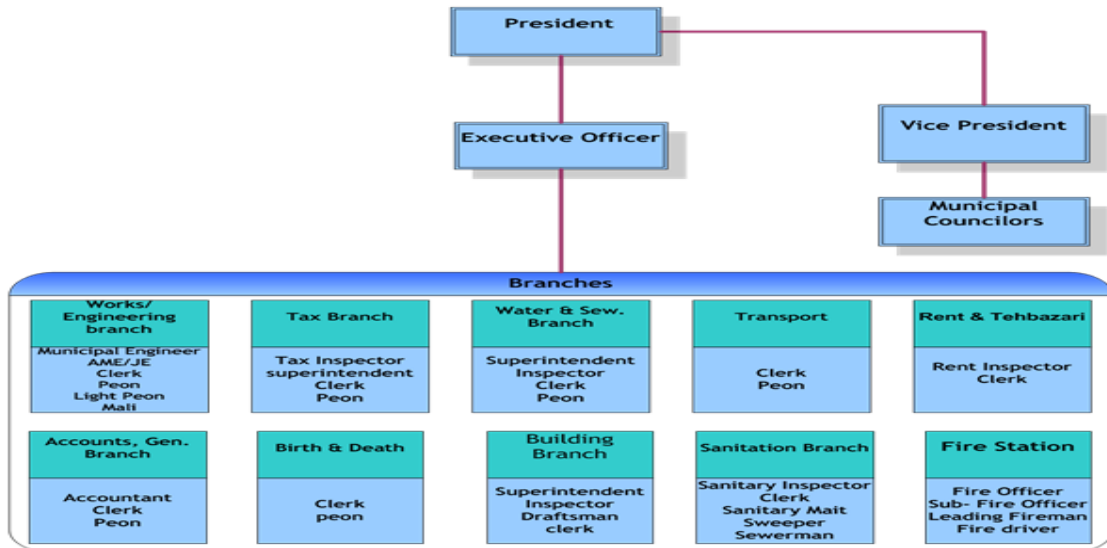 President
Executive Officer
Vice President
Municipal
Councilors
Branches
Works/
Engineering
branch
Municipal Engineer
AME/JE
Clerk
Peon
Light Peon
Mali
Tax Branch
Tax Inspector
superintendent
Clerk
Peon
Water & Sew.
Branch
Superintendent
Inspector
Clerk
Peon
Transport
Clerk
Peon
Rent & Tehbazari
Rent Inspector
Clerk
Accounts, Gen.
Branch
Accountant
Clerk
Peon
Birth & Death
Clerk
peon
Building
Branch
Superintendent
Inspector
Draftsman
clerk
Sanitation Branch
Sanitary Inspector
Clerk
Sanitary Mait
Sweeper
Sewerman
Fire Station
Fire Officer
Sub- Fire Officer
Leading Fireman
Fire driver